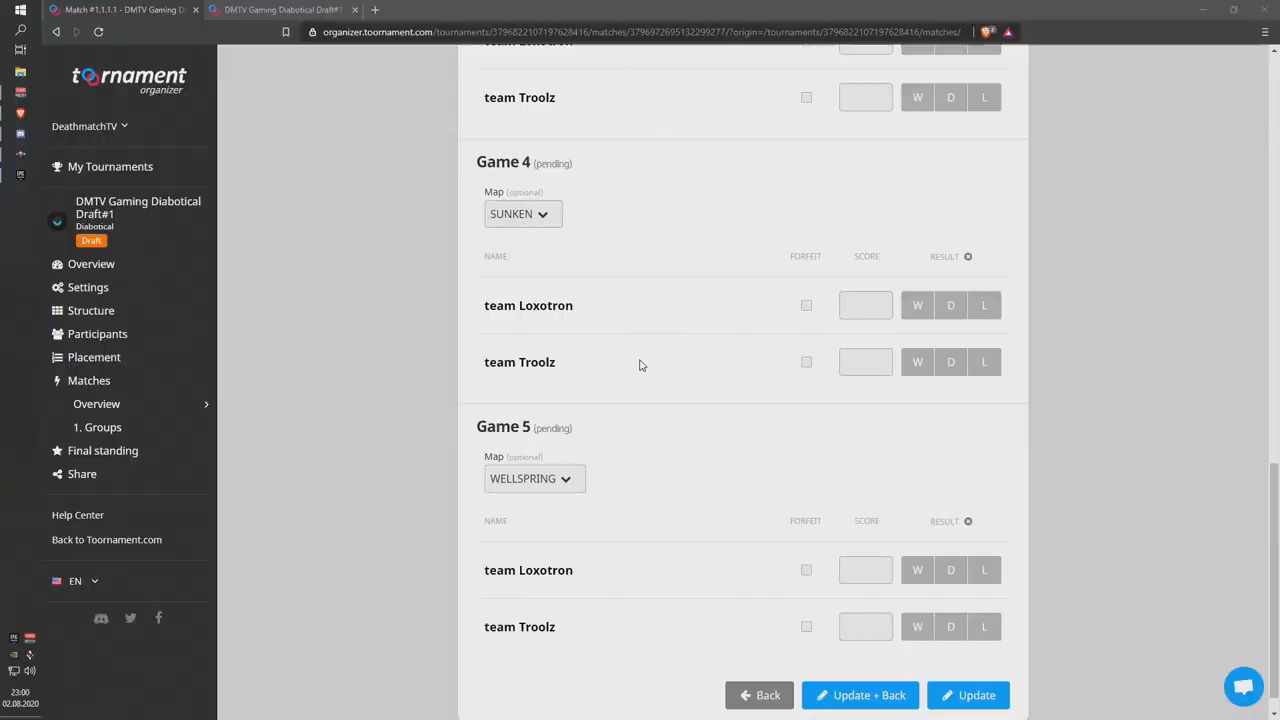 Match #1.1.1.1 - DMTV Gaming D
DMTV Gaming Diabotical Draft#1
organizer.toornament.com/tournaments/3796822107197628416/matches/3796972695132299277/?origin=/tournaments/3796822107197628416/matches/
toornament
organizer
DeathmatchTV
My Tournaments
DMTV Gaming Diabotical
Draft#1
Diabotical
Draft
Overview
Settings
Structure
Participants
Placement
Matches
Overview
1. Groups
Final standing
Share
Help Center
Back to Toornament.com
EN
23:00
02.08.2020
team Loxotron
team Troolz
W D L
Game 4 (pending)
Map (optional)
SUNKEN
NAME FORFEIT SCORE RESULT
team Loxotron W D L
team Troolz W D L
Game 5 (pending)
Map (optional)
WELLSPRING
NAME FORFEIT SCORE RESULT
team Loxotron W D L
team Troolz W D L
Back Update + Back Update